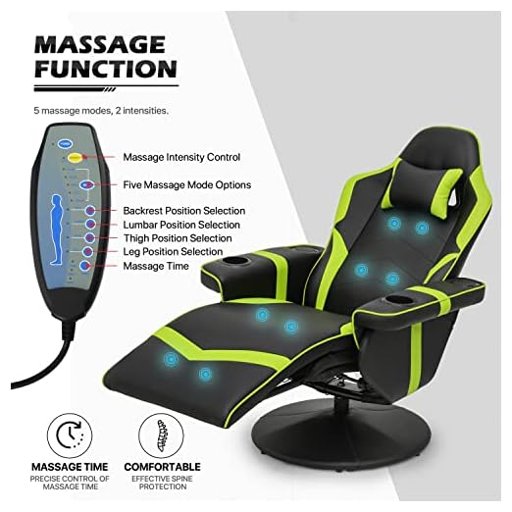 MASSAGE
FUNCTION
5 massage modes, 2 intensities.
Massage Intensity Control
Five Massage Mode Options
Backrest Position Selection
Lumbar Position Selection
Thigh Position Selection
Leg Position Selection
Massage Time
MASSAGE TIME
PRECISE CONTROL OF
MASSAGE TIME
COMFORTABLE
EFFECTIVE SPINE
PROTECTION